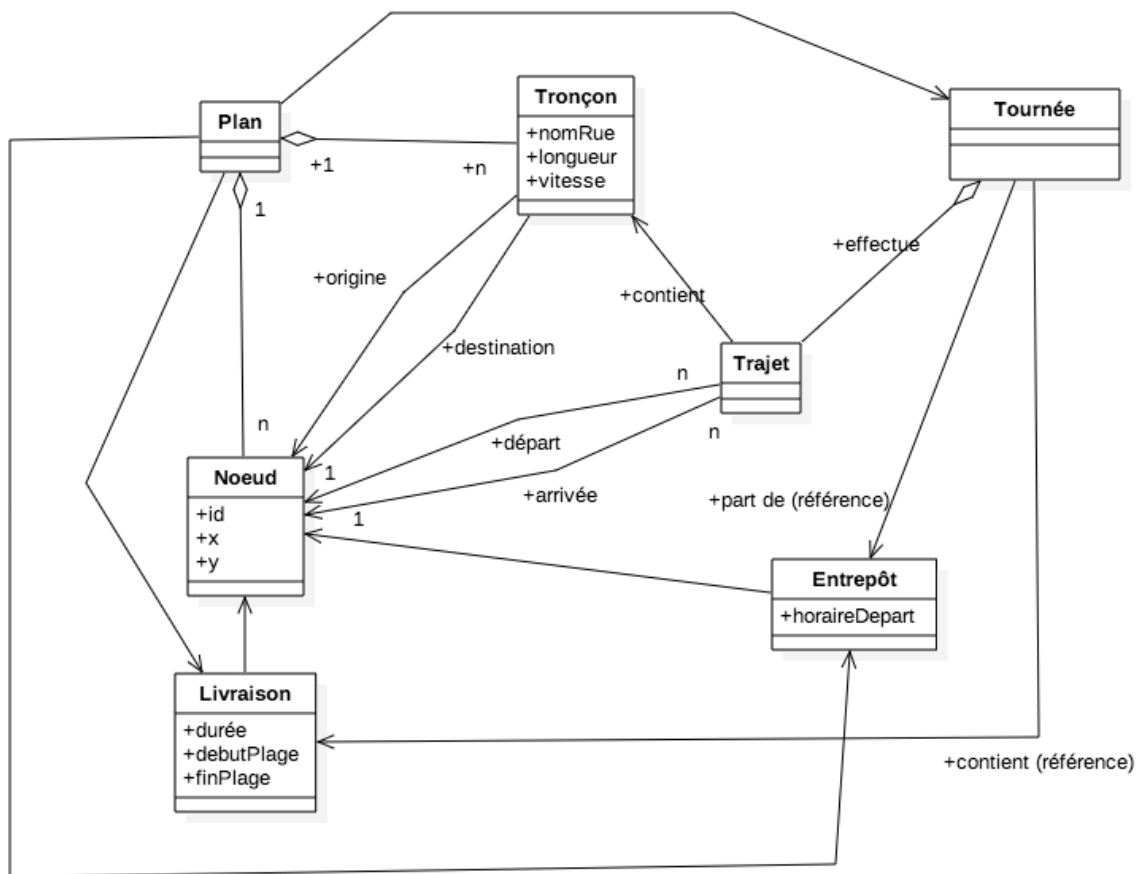 Plan
+1
+n
1
n
Tronçon
+nomRue
+longueur
+vitesse
Tournée
+effectue
+contient
+origine
+destination
Trajet
n
n
+départ
1
+arrivée
1
Noeud
+id
+x
+y
+part de (référence)
Entrepôt
+horaireDepart
Livraison
+durée
+debutPlage
+finPlage
+contient (référence)